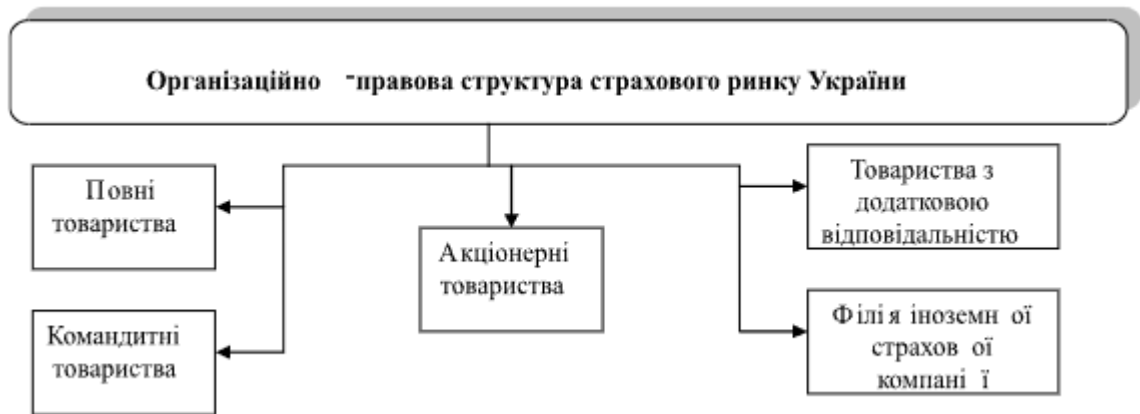 Організаційно -правова структура страхового ринку України
Повні
товариства
Командитні
товариства
Акціонерні
товариства
Товариства з
додатковою
відповідальністю
Філія іноземн ої
страхов ої
компані ї